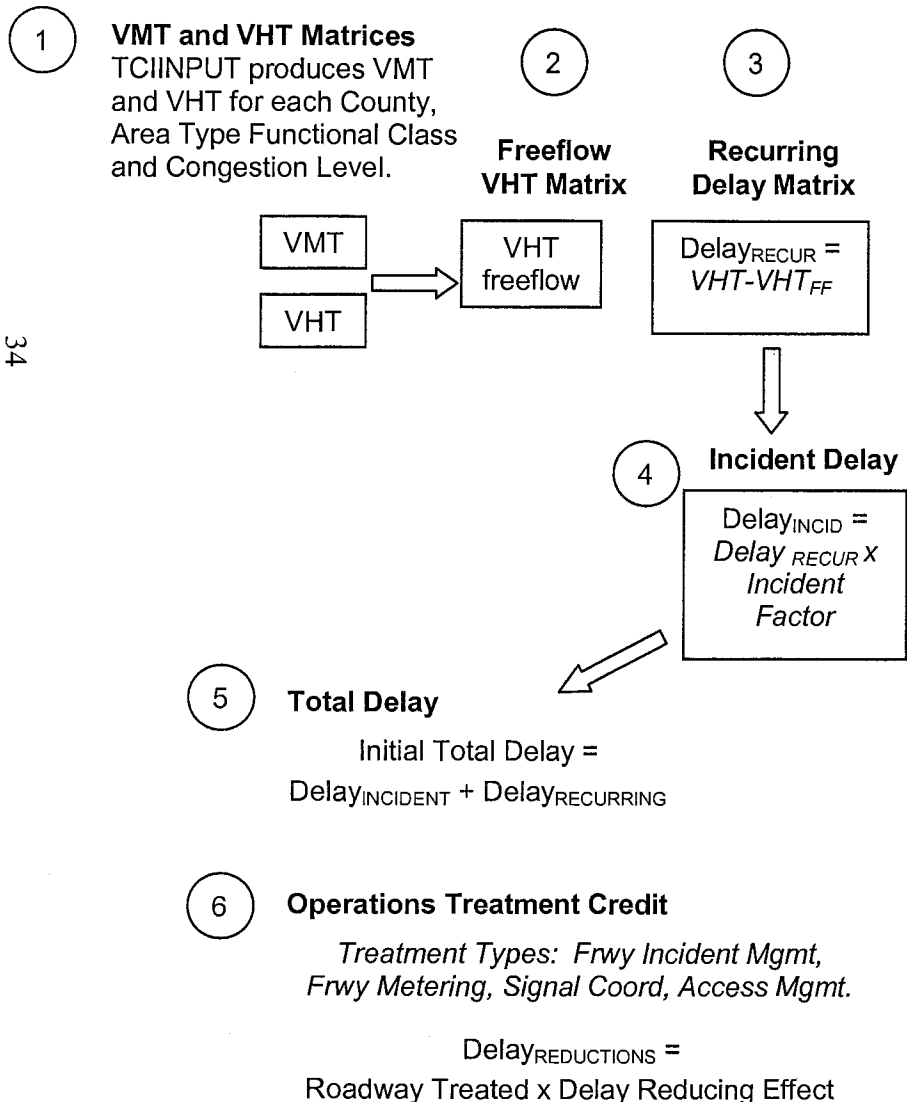 1
VMT and VHT Matrices
TCIINPUT produces VMT
and VHT for each County,
Area Type Functional Class
and Congestion Level.
2
Freeflow
VHT Matrix
3
Recurring
Delay Matrix
VMT
VHT
VHT
freeflow
DelayRECUR =
VHT-VHTFF
4
Incident Delay
DelayINCID =
Delay RECUR x
Incident
Factor
5
Total Delay
Initial Total Delay =
DelayINCIDENT + DelayRECURRING
6
Operations Treatment Credit
Treatment Types: Frwy Incident Mgmt,
Frwy Metering, Signal Coord, Access Mgmt.
DelayREDUCTIONS =
Roadway Treated x Delay Reducing Effect
34